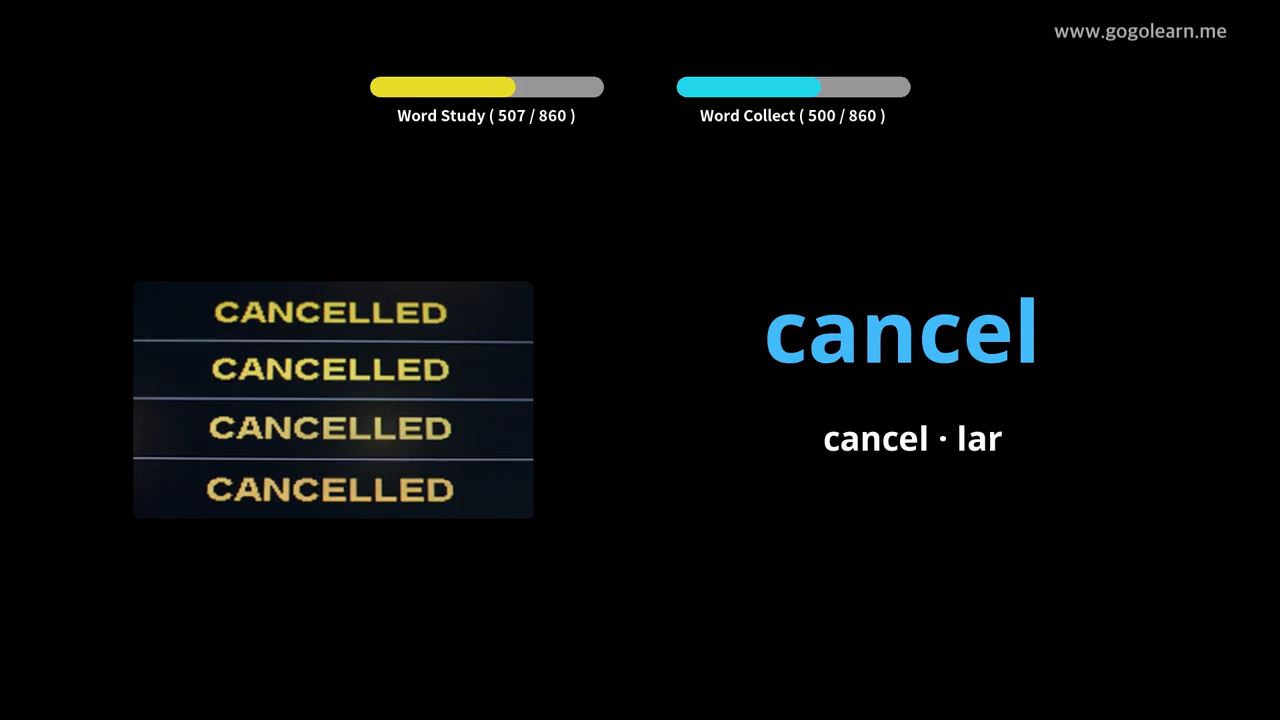 www.gogolearn.me
Word Study ( 507 / 860 )
Word Collect ( 500 / 860 )
CANCELLED
CANCELLED
CANCELLED
CANCELLED
cancel
cancel · lar